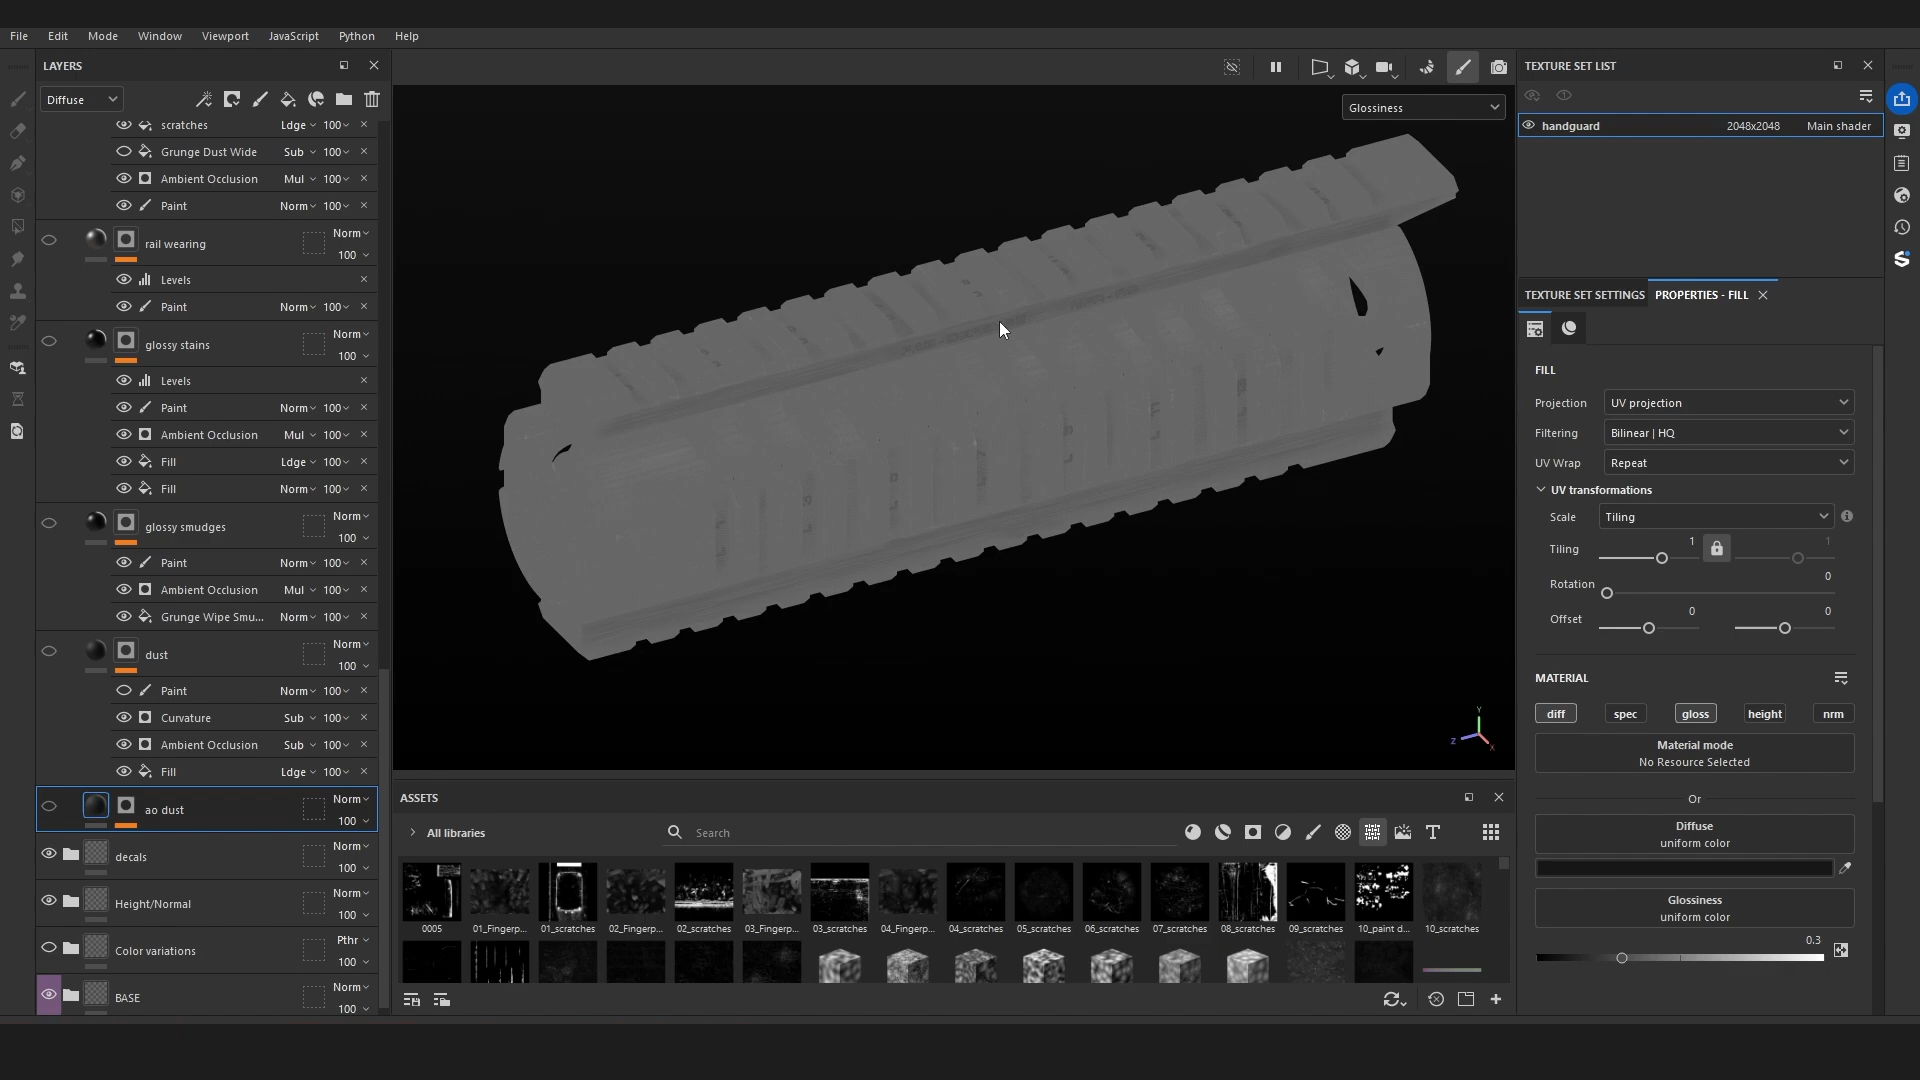 File Edit Mode Window Viewport JavaScript Python Help
LAYERS
Diffuse
scratches Ldge 100
Grunge Dust Wide Sub 100
Ambient Occlusion Mul 100
Paint Norm 100
rail wearing Norm 100
Levels
Paint Norm 100
glossy stains Norm 100
Levels
Paint Norm 100
Ambient Occlusion Mul 100
Fill Ldge 100
Fill Norm 100
glossy smudges Norm 100
Paint Norm 100
Ambient Occlusion Mul 100
Grunge Wipe Smu... Norm 100
dust Norm 100
Paint Norm 100
Curvature Sub 100
Ambient Occlusion Sub 100
Fill Ldge 100
ao dust Norm 100
decals Norm 100
Height/Normal Norm 100
Color variations Pthr 100
BASE Norm 100
Glossiness
Y
Z X
ASSETS
All libraries
Search
0005 01_Fingerp... 01_scratches 02_Fingerp... 02_scratches 03_Fingerp... 03_scratches 04_Fingerp... 04_scratches 05_scratches 06_scratches 07_scratches 08_scratches 09_scratches 10_paint d... 10_scratches
TEXTURE SET LIST
handguard 2048x2048 Main shader
TEXTURE SET SETTINGS PROPERTIES - FILL
FILL
Projection UV projection
Filtering Bilinear | HQ
UV Wrap Repeat
UV transformations
Scale Tiling
Tiling 1 1
Rotation 0
Offset 0 0
MATERIAL
diff spec gloss height nrm
Material mode
No Resource Selected
Or
Diffuse
uniform color
Glossiness
uniform color
0.3